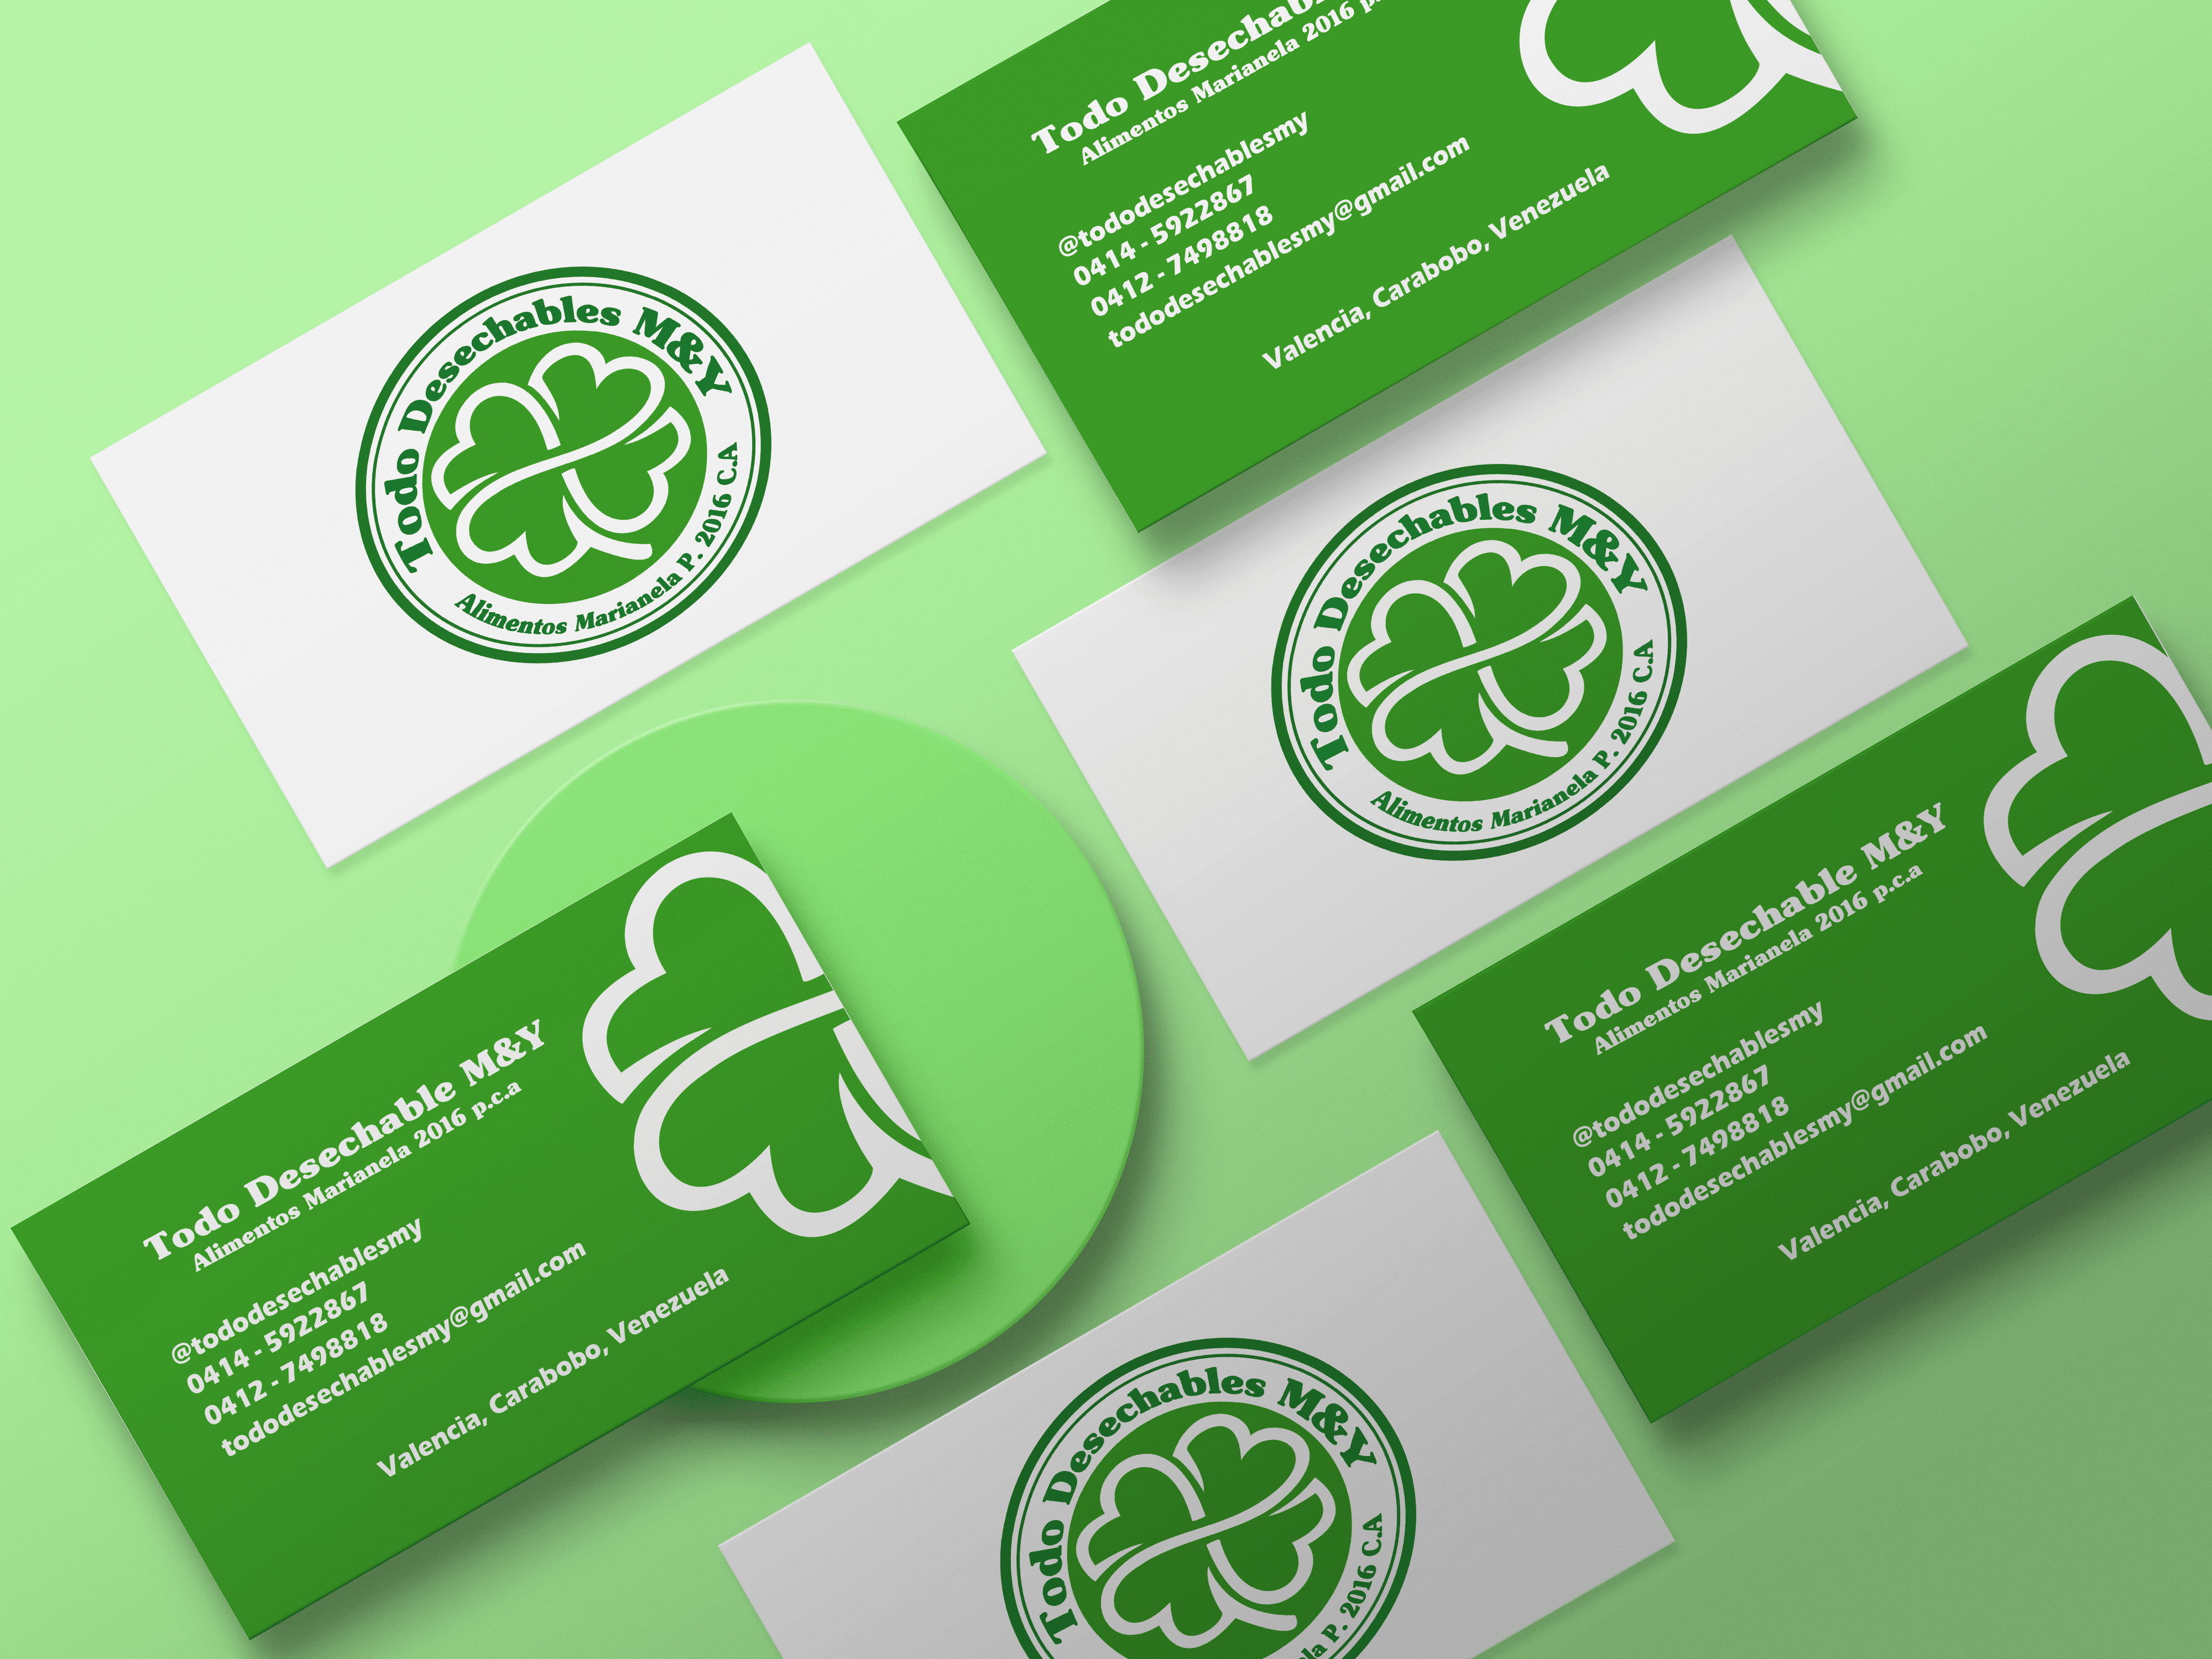 Todo Desechab
Alimentos Marianela 2016 p
@tododesechablesmy
0414 - 5922867
0412 - 7498818
tododesechablesmy@gmail.com
Valencia, Carabobo, Venezuela
Todo Desechables M&Y
Alimentos Marianela P. 2016 C.A
Todo Desechables M&Y
Alimentos Marianela P. 2016 C.A
Todo Desechable M&Y
Alimentos Marianela 2016 p.c.a
@tododesechablesmy
0414 - 5922867
0412 - 7498818
tododesechablesmy@gmail.com
Valencia, Carabobo, Venezuela
Todo Desechable M&Y
Alimentos Marianela 2016 p.c.a
@tododesechablesmy
0414 - 5922867
0412 - 7498818
tododesechablesmy@gmail.com
Valencia, Carabobo, Venezuela
Todo Desechables M&Y
la P. 2016 C.A